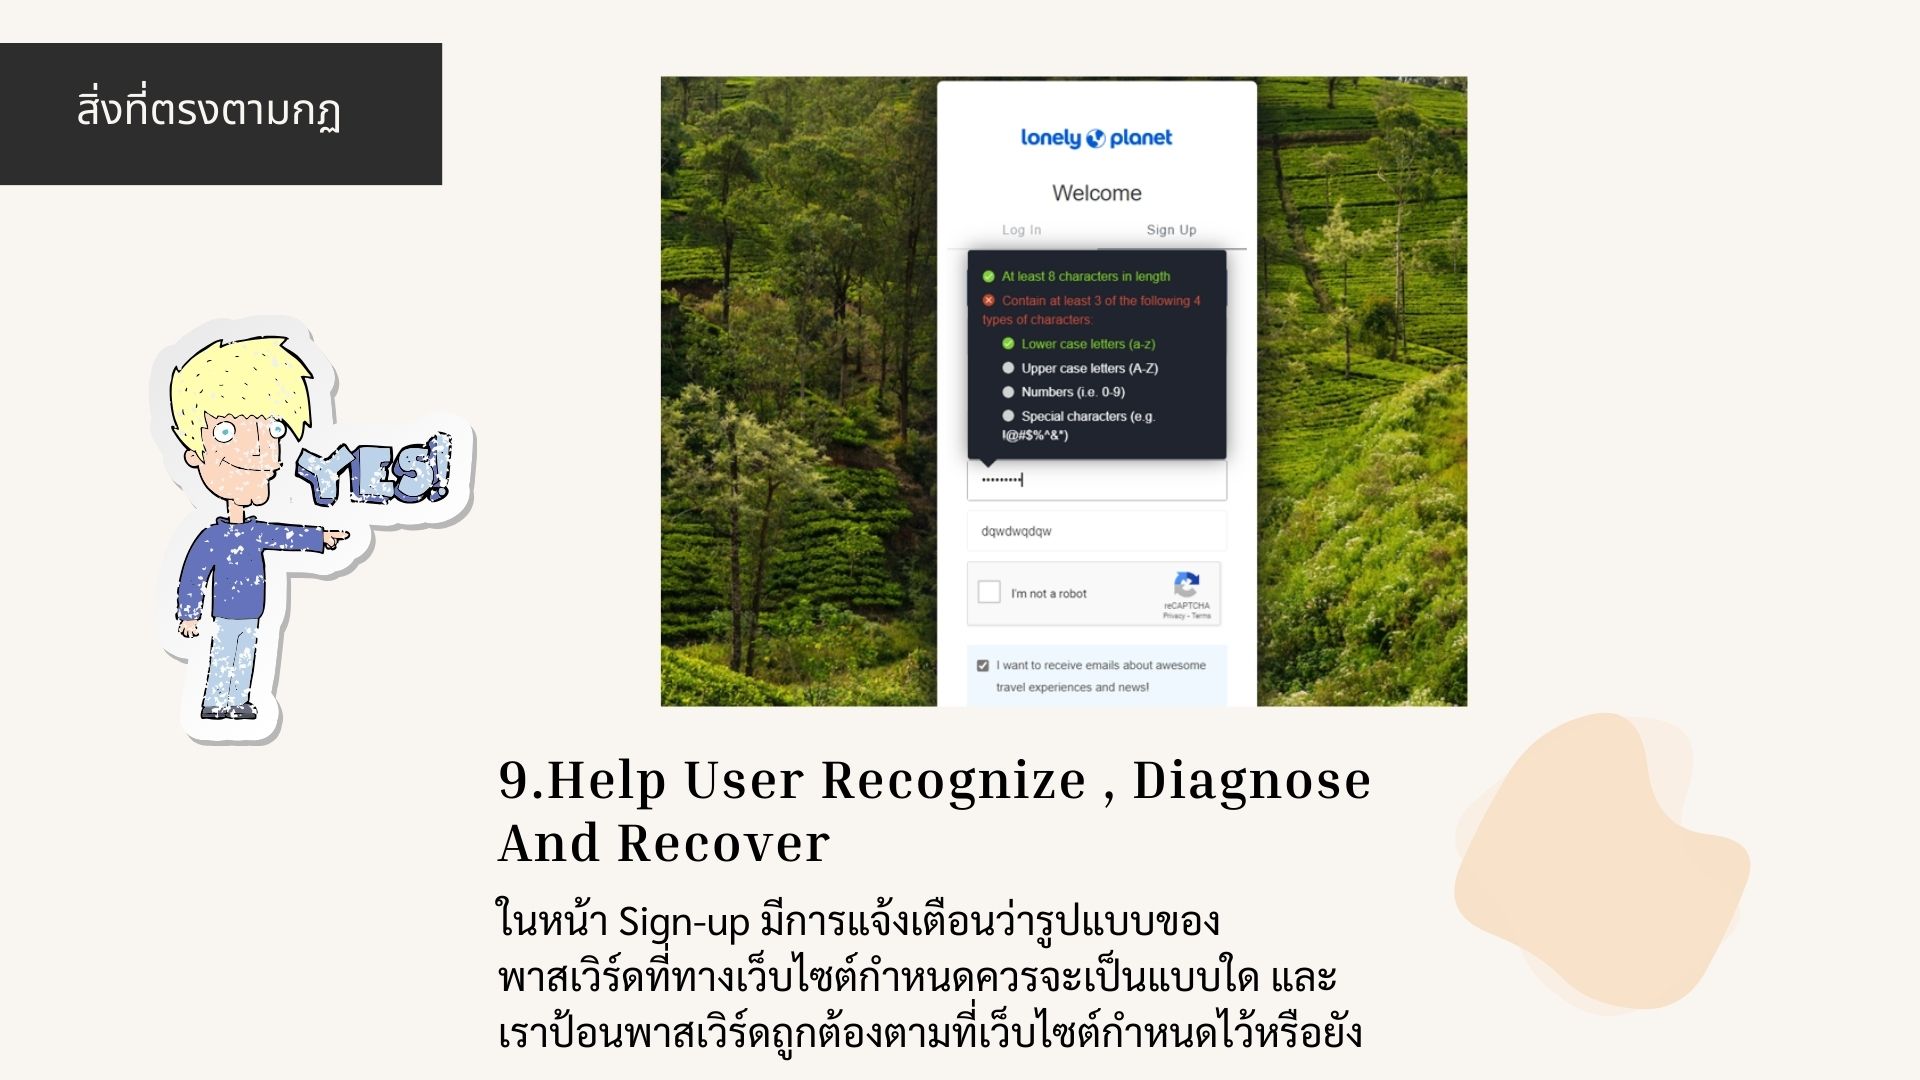 สิ่งที่ตรงตามกฏ
lonely planet
Welcome
Log In Sign Up
At least 8 characters in length
Contain at least 3 of the following 4
types of characters:
Lower case letters (a-z)
Upper case letters (A-Z)
Numbers (i.e. 0-9)
Special characters (e.g.
!@#$%^&*)
•••••••••
dqwdwqdqw
I'm not a robot
reCAPTCHA
Privacy - Terms
I want to receive emails about awesome
travel experiences and news!
YES!
9.Help User Recognize , Diagnose
And Recover
ในหน้า Sign-up มีการแจ้งเตือนว่ารูปแบบของ
พาสเวิร์ดที่ทางเว็บไซต์กำหนดควรจะเป็นแบบใด และ
เราป้อนพาสเวิร์ดถูกต้องตามที่เว็บไซต์กำหนดไว้หรือยัง